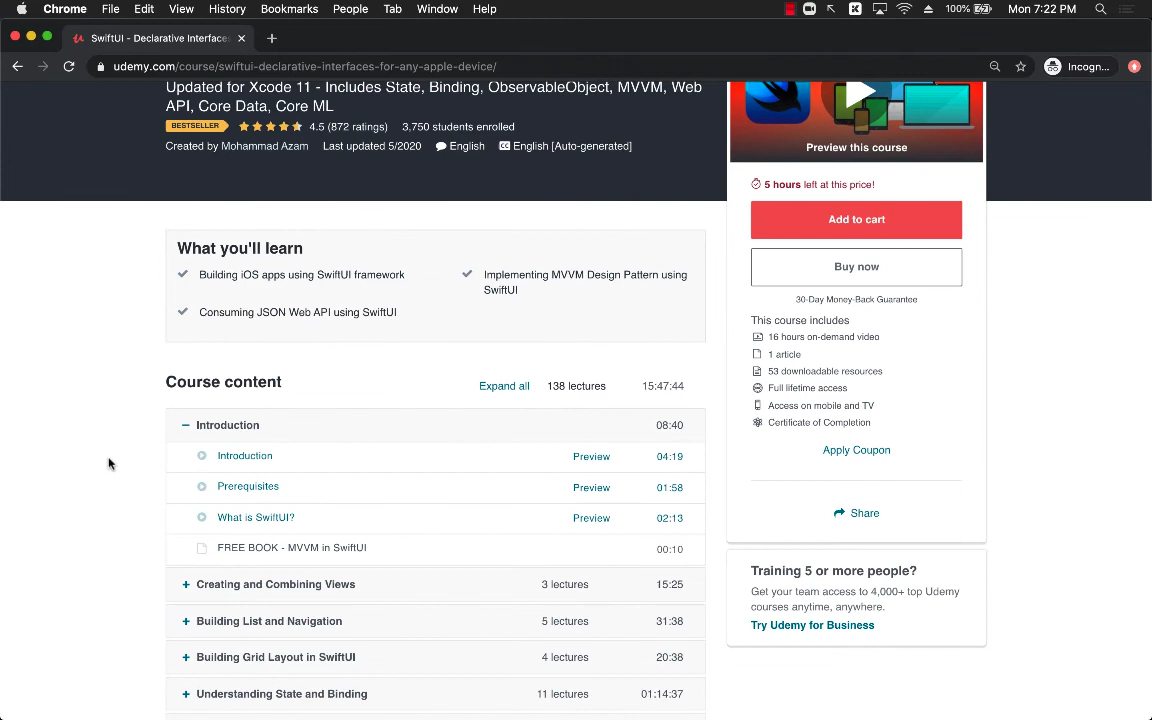 Chrome File Edit View History Bookmarks People Tab Window Help 100% Mon 7:22 PM
SwiftUI - Declarative Interfaces
udemy.com/course/swiftui-declarative-interfaces-for-any-apple-device/ Incogn...
Updated for Xcode 11 - Includes State, Binding, ObservableObject, MVVM, Web
API, Core Data, Core ML
BESTSELLER 4.5 (872 ratings) 3,750 students enrolled
Created by Mohammad Azam Last updated 5/2020 English English [Auto-generated]
Preview this course
5 hours left at this price!
Add to cart
Buy now
30-Day Money-Back Guarantee
This course includes
16 hours on-demand video
1 article
53 downloadable resources
Full lifetime access
Access on mobile and TV
Certificate of Completion
Apply Coupon
Share
Training 5 or more people?
Get your team access to 4,000+ top Udemy
courses anytime, anywhere.
Try Udemy for Business
What you'll learn
Building iOS apps using SwiftUI framework
Implementing MVVM Design Pattern using
SwiftUI
Consuming JSON Web API using SwiftUI
Course content Expand all 138 lectures 15:47:44
Introduction 08:40
Introduction Preview 04:19
Prerequisites Preview 01:58
What is SwiftUI? Preview 02:13
FREE BOOK - MVVM in SwiftUI 00:10
Creating and Combining Views 3 lectures 15:25
Building List and Navigation 5 lectures 31:38
Building Grid Layout in SwiftUI 4 lectures 20:38
Understanding State and Binding 11 lectures 01:14:37